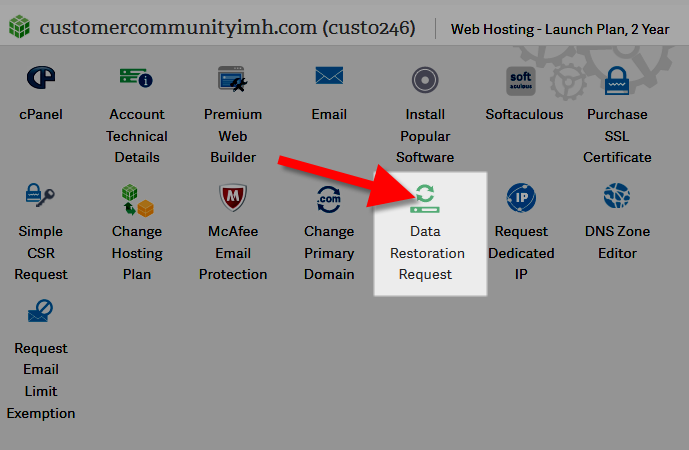 customercommunityimh.com (custo246)
Web Hosting - Launch Plan, 2 Year
cP
cPanel
Account
Technical
Details
Premium
Web
Builder
Email
Install
Popular
Software
soft
aculous
Softaculous
Purchase
SSL
Certificate
Simple
CSR
Request
Change
Hosting
Plan
McAfee
Email
Protection
.com
Change
Primary
Domain
Data
Restoration
Request
IP
Request
Dedicated
IP
DNS Zone
Editor
Request
Email
Limit
Exemption